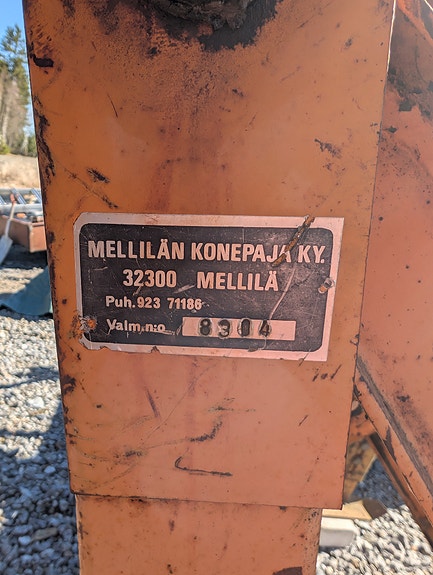 MELLILÄN KONEPAJA KY.
32300 MELLILÄ
Puh. 923 71186
Valm.n:o 8304